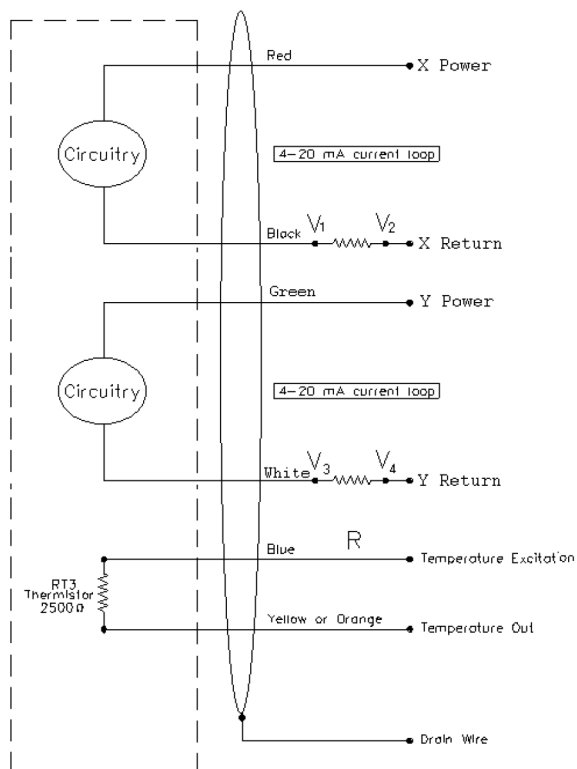 Red
X Power
Circuitry
4-20 mA current loop
Black
V1
V2
X Return
Green
Y Power
Circuitry
4-20 mA current loop
White
V3
V4
Y Return
Blue
R
Temperature Excitation
RT3
Thermistor
2500Ω
Yellow or Orange
Temperature Out
Drain Wire